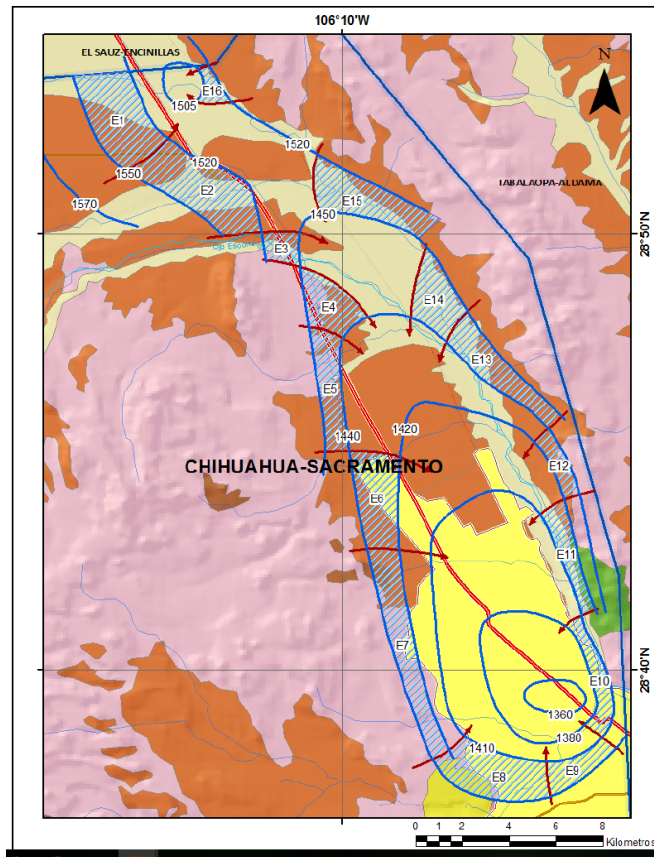 106°10'W
EL SAUZ-ENCINILLAS
N
E16
1505
E1
1520
1520
TABALAOPA-ALDAMA
1550
E2
E15
1570
1450
28°50'N
E3
E14
E4
E13
E5
1440
1420
CHIHUAHUA-SACRAMENTO
E12
E6
E11
E7
28°40'N
E10
1360
1380
1410
E9
E8
0 1 2 4 6 8
Kilometros